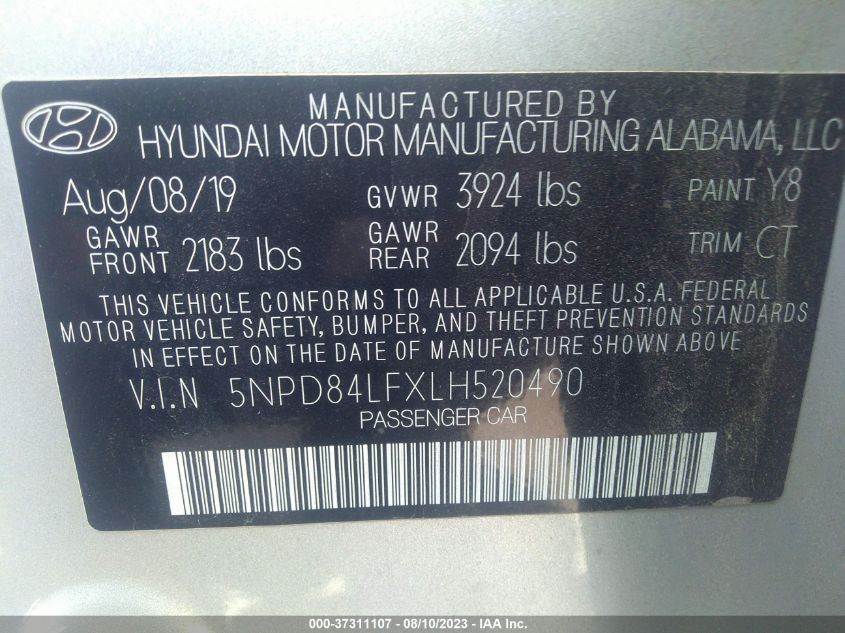 MANUFACTURED BY
HYUNDAI MOTOR MANUFACTURING ALABAMA, LLC
Aug/08/19 GVWR 3924 lbs PAINT Y8
GAWR FRONT 2183 lbs GAWR REAR 2094 lbs TRIM CT
THIS VEHICLE CONFORMS TO ALL APPLICABLE U.S.A. FEDERAL
MOTOR VEHICLE SAFETY, BUMPER, AND THEFT PREVENTION STANDARDS
IN EFFECT ON THE DATE OF MANUFACTURE SHOWN ABOVE
V.I.N 5NPD84LFXLH520490
PASSENGER CAR
000-37311107 - 08/10/2023 - IAA Inc.